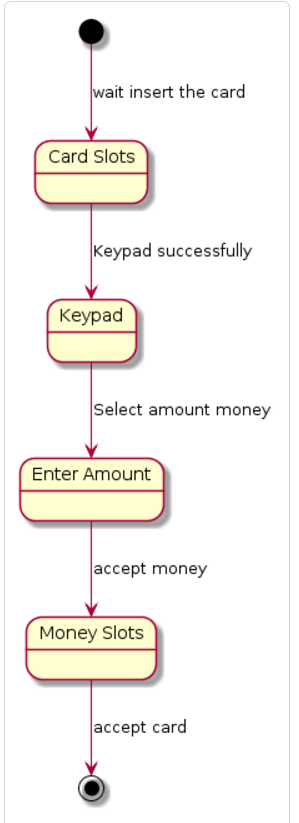 wait insert the card
Card Slots
Keypad successfully
Keypad
Select amount money
Enter Amount
accept money
Money Slots
accept card